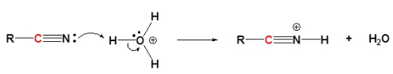 R—C≡N: H—O—H ⊕ H → R—C≡N—H ⊕ + H₂O